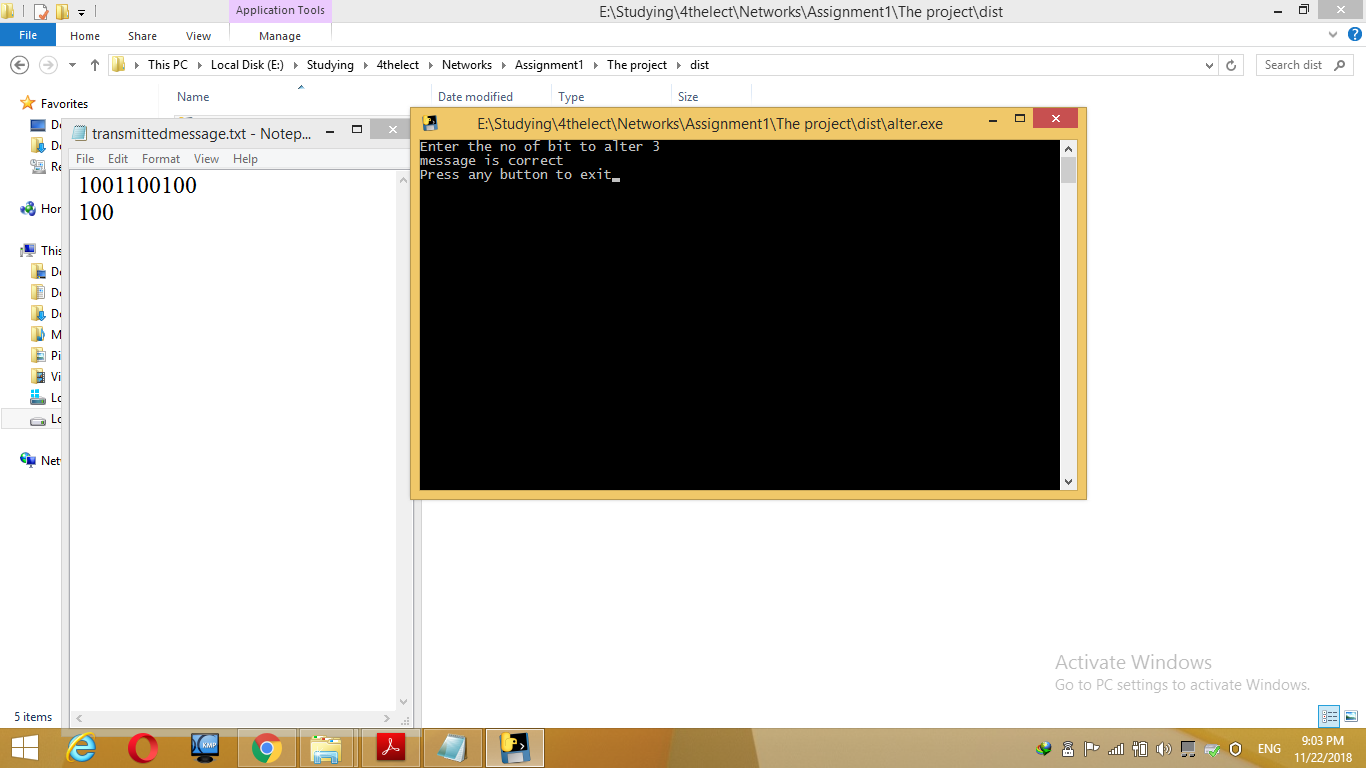 Application Tools
E:\Studying\4thelect\Networks\Assignment1\The project\dist
File Home Share View Manage
This PC Local Disk (E:) Studying 4thelect Networks Assignment1 The project dist
Search dist
Name Date modified Type Size
Favorites
transmittedmessage.txt - Notep...
File Edit Format View Help
1001100100
100
E:\Studying\4thelect\Networks\Assignment1\The project\dist\alter.exe
Enter the no of bit to alter 3
message is correct
Press any button to exit
This
Activate Windows
Go to PC settings to activate Windows.
5 items
KMP
ENG
9:03 PM
11/22/2018